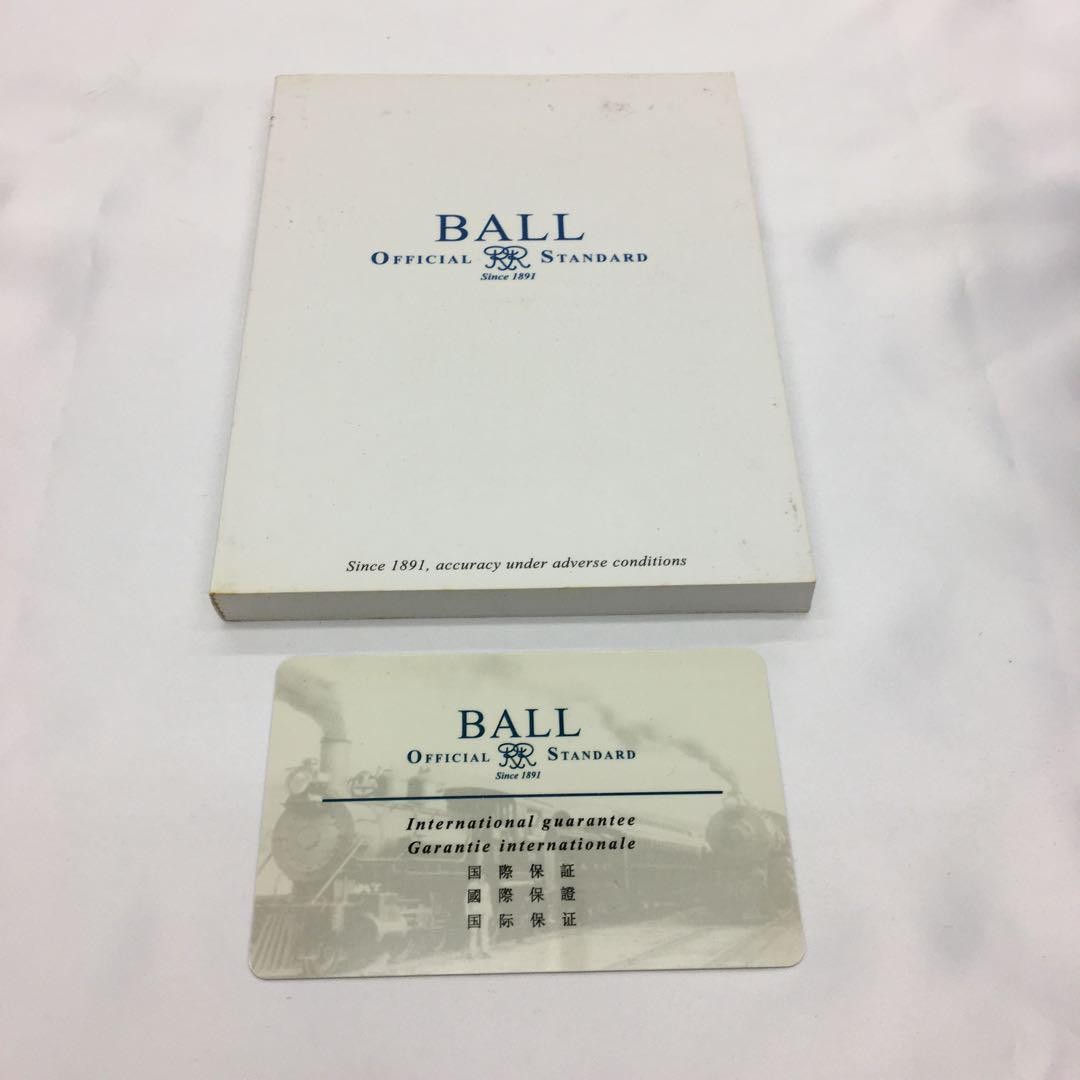 BALL
OFFICIAL RR STANDARD
Since 1891
Since 1891, accuracy under adverse conditions
BALL
OFFICIAL RR STANDARD
Since 1891
International guarantee
Garantie internationale
国際保証
國際保證
国际保证